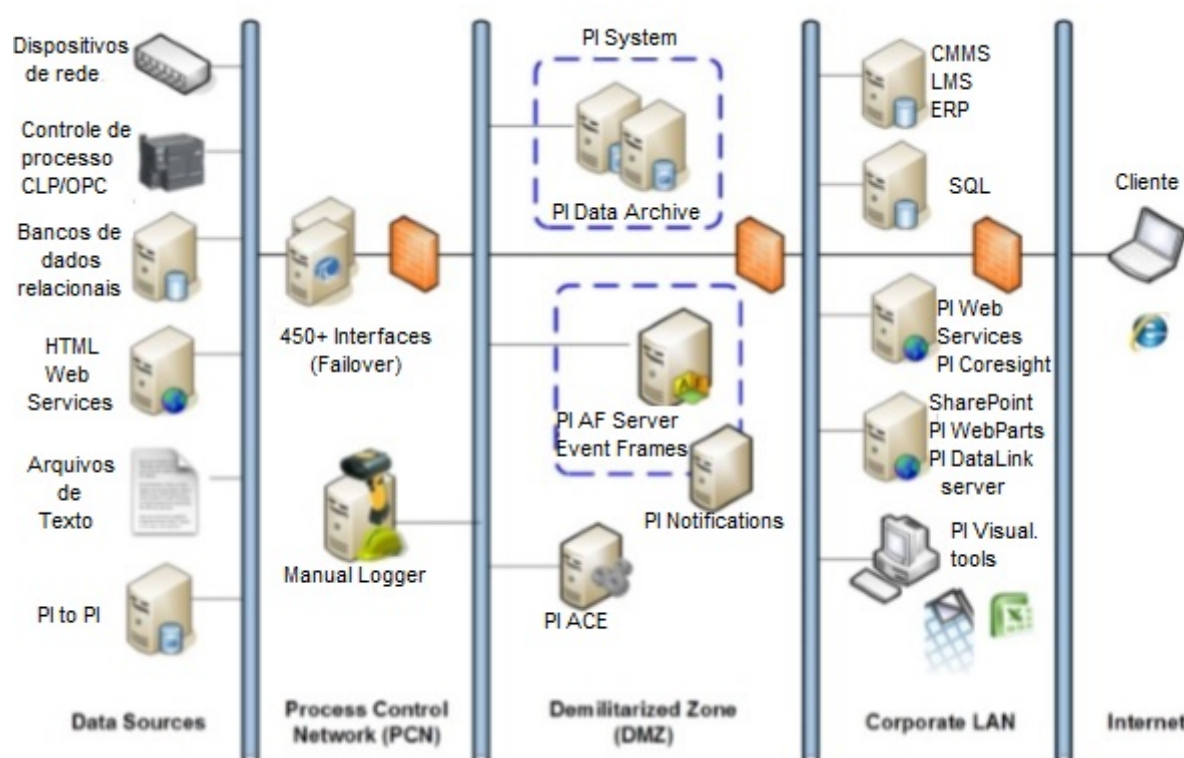 Dispositivos
de rede
Controle de
processo
CLP/OPC
Bancos de
dados
relacionais
HTML
Web
Services
Arquivos
de
Texto
PI to PI
Data Sources
450+ Interfaces
(Failover)
Manual Logger
Process Control
Network (PCN)
PI System
PI Data Archive
PI AF Server
Event Frames
PI Notifications
PI ACE
Demilitarized Zone
(DMZ)
CMMS
LMS
ERP
SQL
PI Web
Services
PI Coresight
SharePoint
PI WebParts
PI DataLink
server
PI Visual.
tools
Corporate LAN
Cliente
Internet